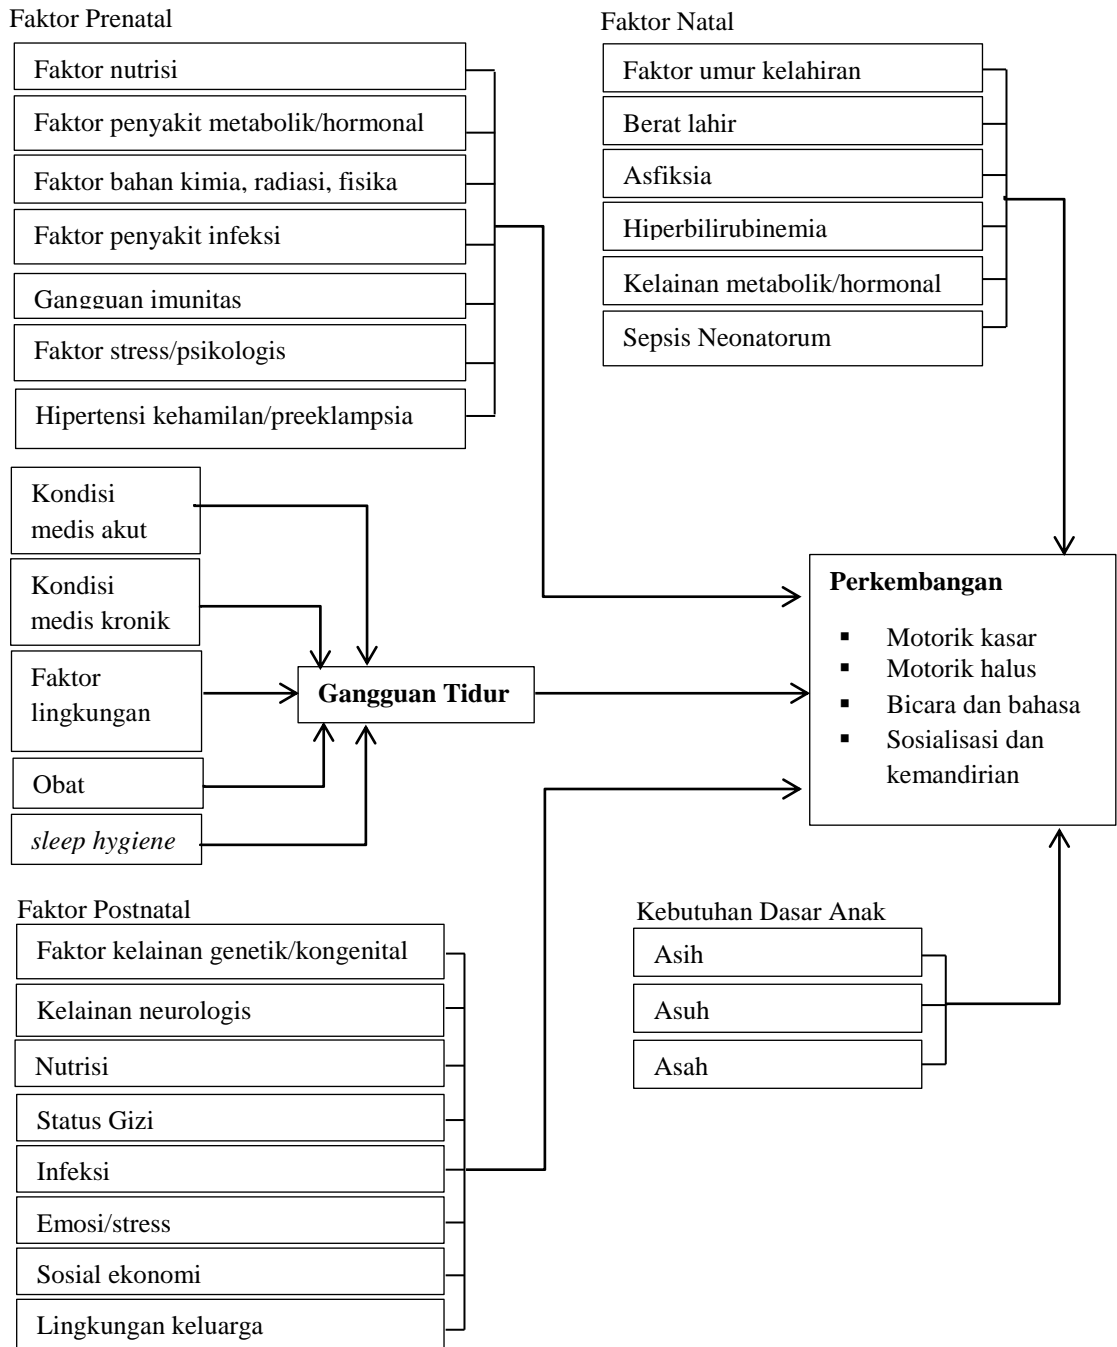 Faktor Prenatal
Faktor nutrisi
Faktor penyakit metabolik/hormonal
Faktor bahan kimia, radiasi, fisika
Faktor penyakit infeksi
Gangguan imunitas
Faktor stress/psikologis
Hipertensi kehamilan/preeklampsia
Faktor Natal
Faktor umur kelahiran
Berat lahir
Asfiksia
Hiperbilirubinemia
Kelainan metabolik/hormonal
Sepsis Neonatorum
Kondisi
medis akut
Kondisi
medis kronik
Faktor
lingkungan
Obat
sleep hygiene
Gangguan Tidur
Perkembangan
▪ Motorik kasar
▪ Motorik halus
▪ Bicara dan bahasa
▪ Sosialisasi dan
kemandirian
Faktor Postnatal
Faktor kelainan genetik/kongenital
Kelainan neurologis
Nutrisi
Status Gizi
Infeksi
Emosi/stress
Sosial ekonomi
Lingkungan keluarga
Kebutuhan Dasar Anak
Asih
Asuh
Asah